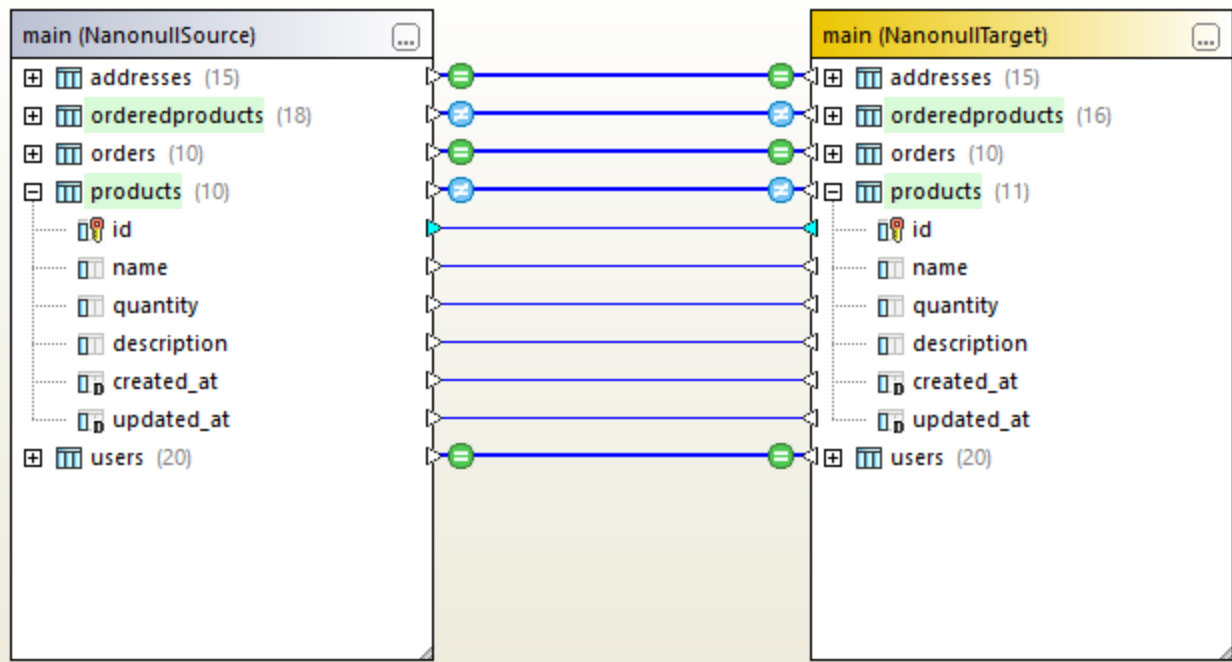 main (NanonullSource)
addresses (15)
orderedproducts (18)
orders (10)
products (10)
id
name
quantity
description
created_at
updated_at
users (20)
main (NanonullTarget)
addresses (15)
orderedproducts (16)
orders (10)
products (11)
id
name
quantity
description
created_at
updated_at
users (20)